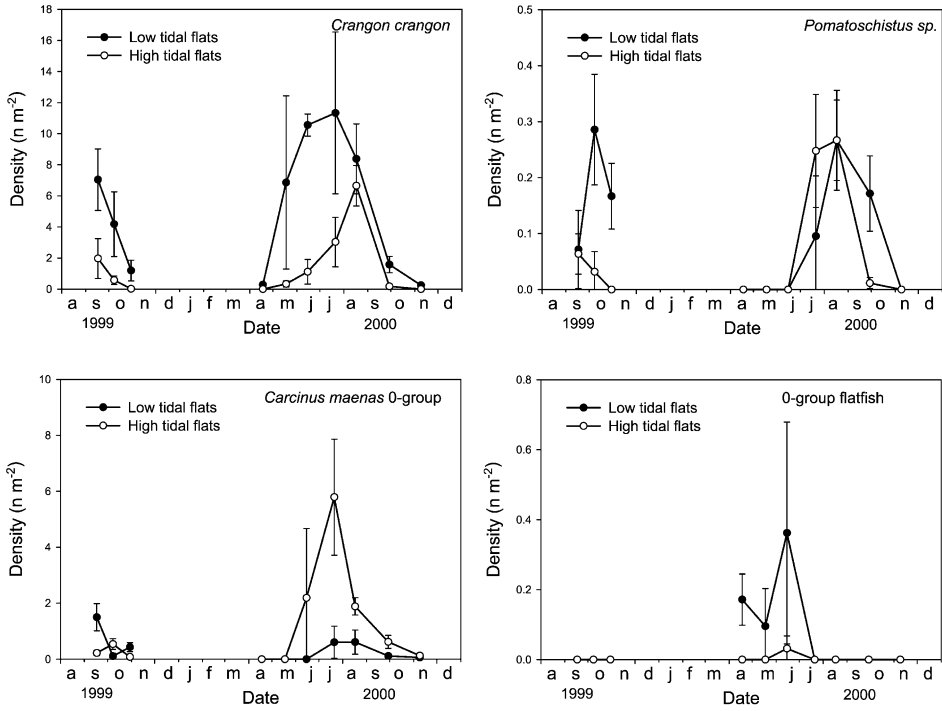 Crangon crangon
Low tidal flats
High tidal flats
18
16
14
12
10
8
6
4
2
0
Density (n m-2)
a s o n d j f m a m j j a s o n d
1999
Date
2000
Pomatoschistus sp.
Low tidal flats
High tidal flats
0.5
0.4
0.3
0.2
0.1
0.0
Density (n m-2)
a s o n d j f m a m j j a s o n d
1999
Date
2000
Carcinus maenas 0-group
Low tidal flats
High tidal flats
10
8
6
4
2
0
Density (n m-2)
a s o n d j f m a m j j a s o n d
1999
Date
2000
0-group flatfish
Low tidal flats
High tidal flats
0.8
0.6
0.4
0.2
0.0
Density (n m-2)
a s o n d j f m a m j j a s o n d
1999
Date
2000